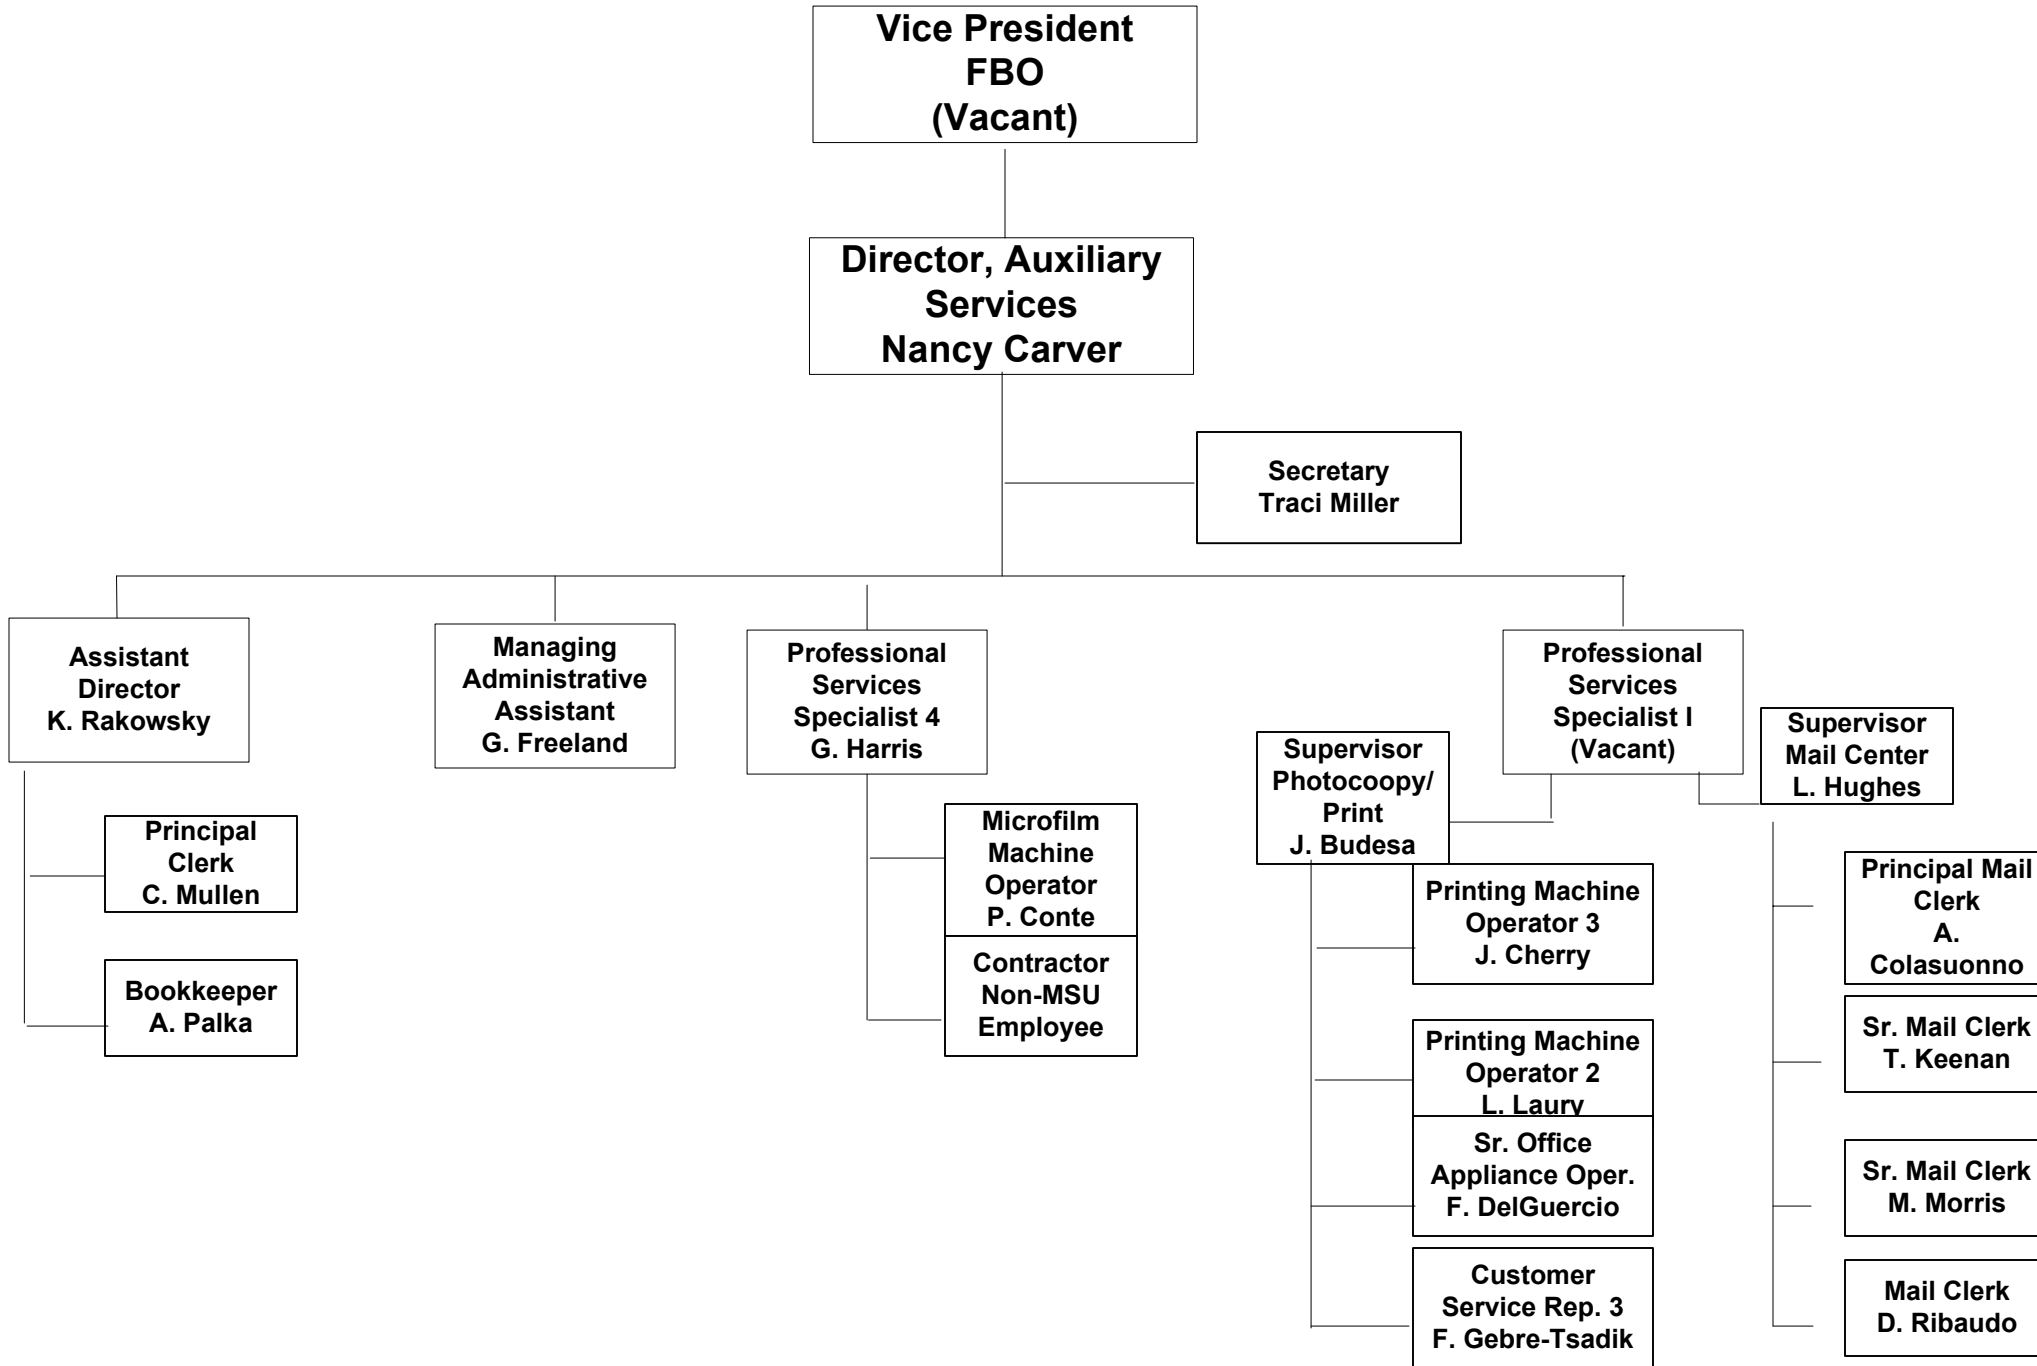 Vice President
FBO
(Vacant)
Director, Auxiliary
Services
Nancy Carver
Secretary
Traci Miller
Assistant
Director
K. Rakowsky
Principal
Clerk
C. Mullen
Bookkeeper
A. Palka
Managing
Administrative
Assistant
G. Freeland
Professional
Services
Specialist 4
G. Harris
Microfilm
Machine
Operator
P. Conte
Contractor
Non-MSU
Employee
Professional
Services
Specialist I
(Vacant)
Supervisor
Photocoopy/
Print
J. Budesa
Printing Machine
Operator 3
J. Cherry
Printing Machine
Operator 2
L. Laury
Sr. Office
Appliance Oper.
F. DelGuercio
Customer
Service Rep. 3
F. Gebre-Tsadik
Supervisor
Mail Center
L. Hughes
Principal Mail
Clerk
A.
Colasuonno
Sr. Mail Clerk
T. Keenan
Sr. Mail Clerk
M. Morris
Mail Clerk
D. Ribaudo